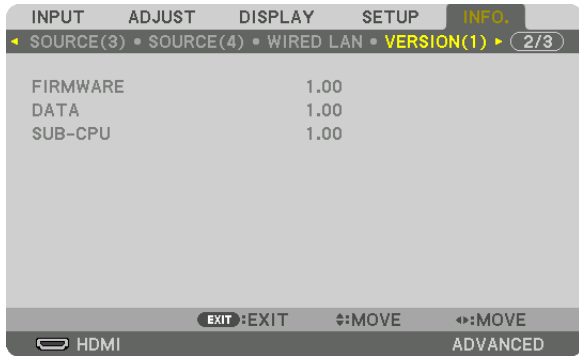 INPUT ADJUST DISPLAY SETUP INFO.
SOURCE(3) • SOURCE(4) • WIRED LAN • VERSION(1) 2/3
FIRMWARE 1.00
DATA 1.00
SUB-CPU 1.00
EXIT :EXIT :MOVE :MOVE
HDMI ADVANCED